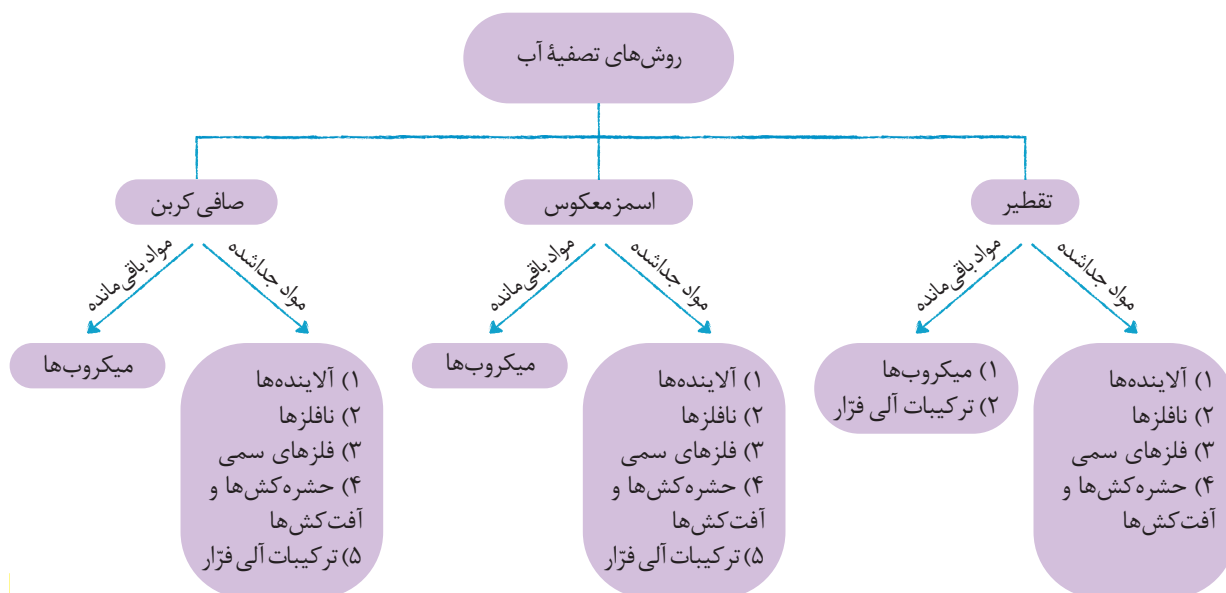 روش‌های تصفیهٔ آب
تقطیر
مواد جداشده
مواد باقی‌مانده
۱) آلاینده‌ها
۲) نافلزها
۳) فلزهای سمی
۴) حشره‌کش‌ها و
آفت‌کش‌ها
۱) میکروب‌ها
۲) ترکیبات آلی فرّار
اسمز معکوس
مواد جداشده
مواد باقی‌مانده
۱) آلاینده‌ها
۲) نافلزها
۳) فلزهای سمی
۴) حشره‌کش‌ها و
آفت‌کش‌ها
۵) ترکیبات آلی فرّار
میکروب‌ها
صافی کربن
مواد جداشده
مواد باقی‌مانده
۱) آلاینده‌ها
۲) نافلزها
۳) فلزهای سمی
۴) حشره‌کش‌ها و
آفت‌کش‌ها
۵) ترکیبات آلی فرّار
میکروب‌ها